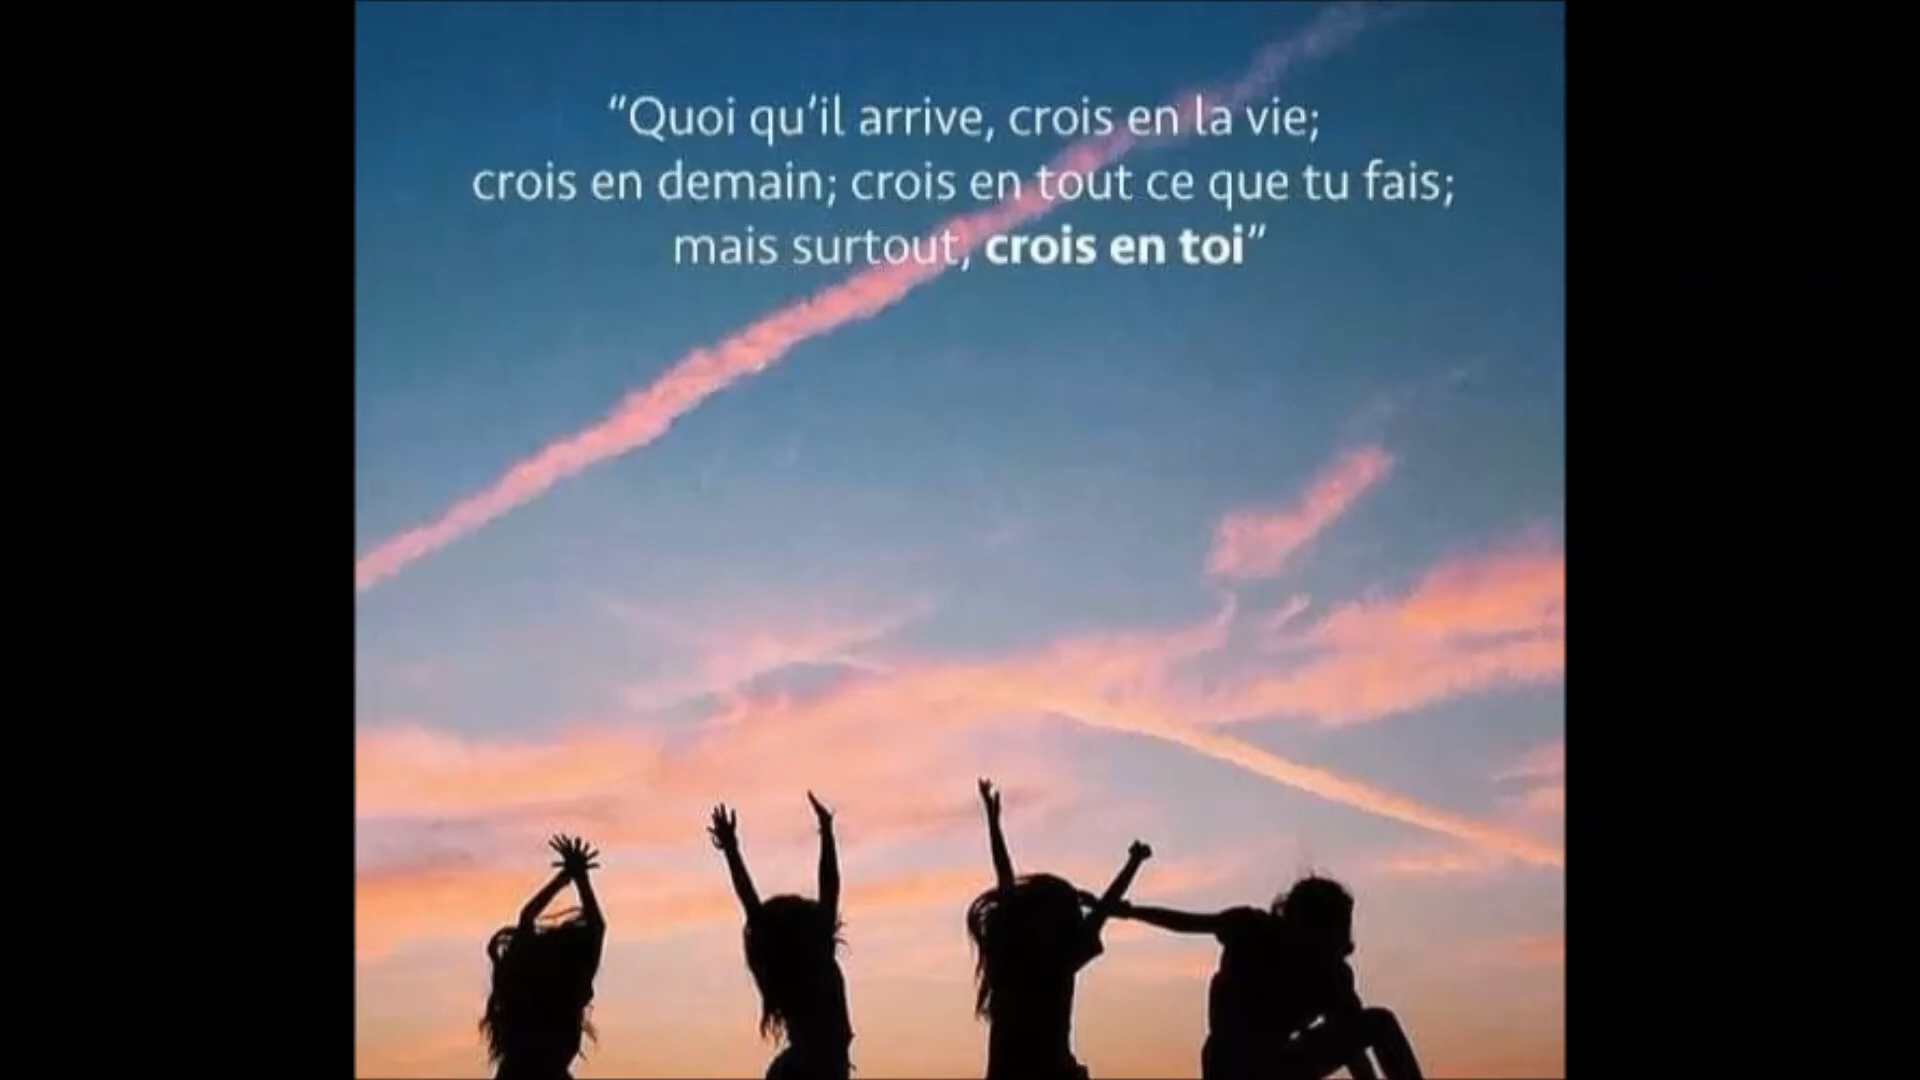 “Quoi qu’il arrive, crois en la vie;
crois en demain; crois en tout ce que tu fais;
mais surtout, crois en toi”